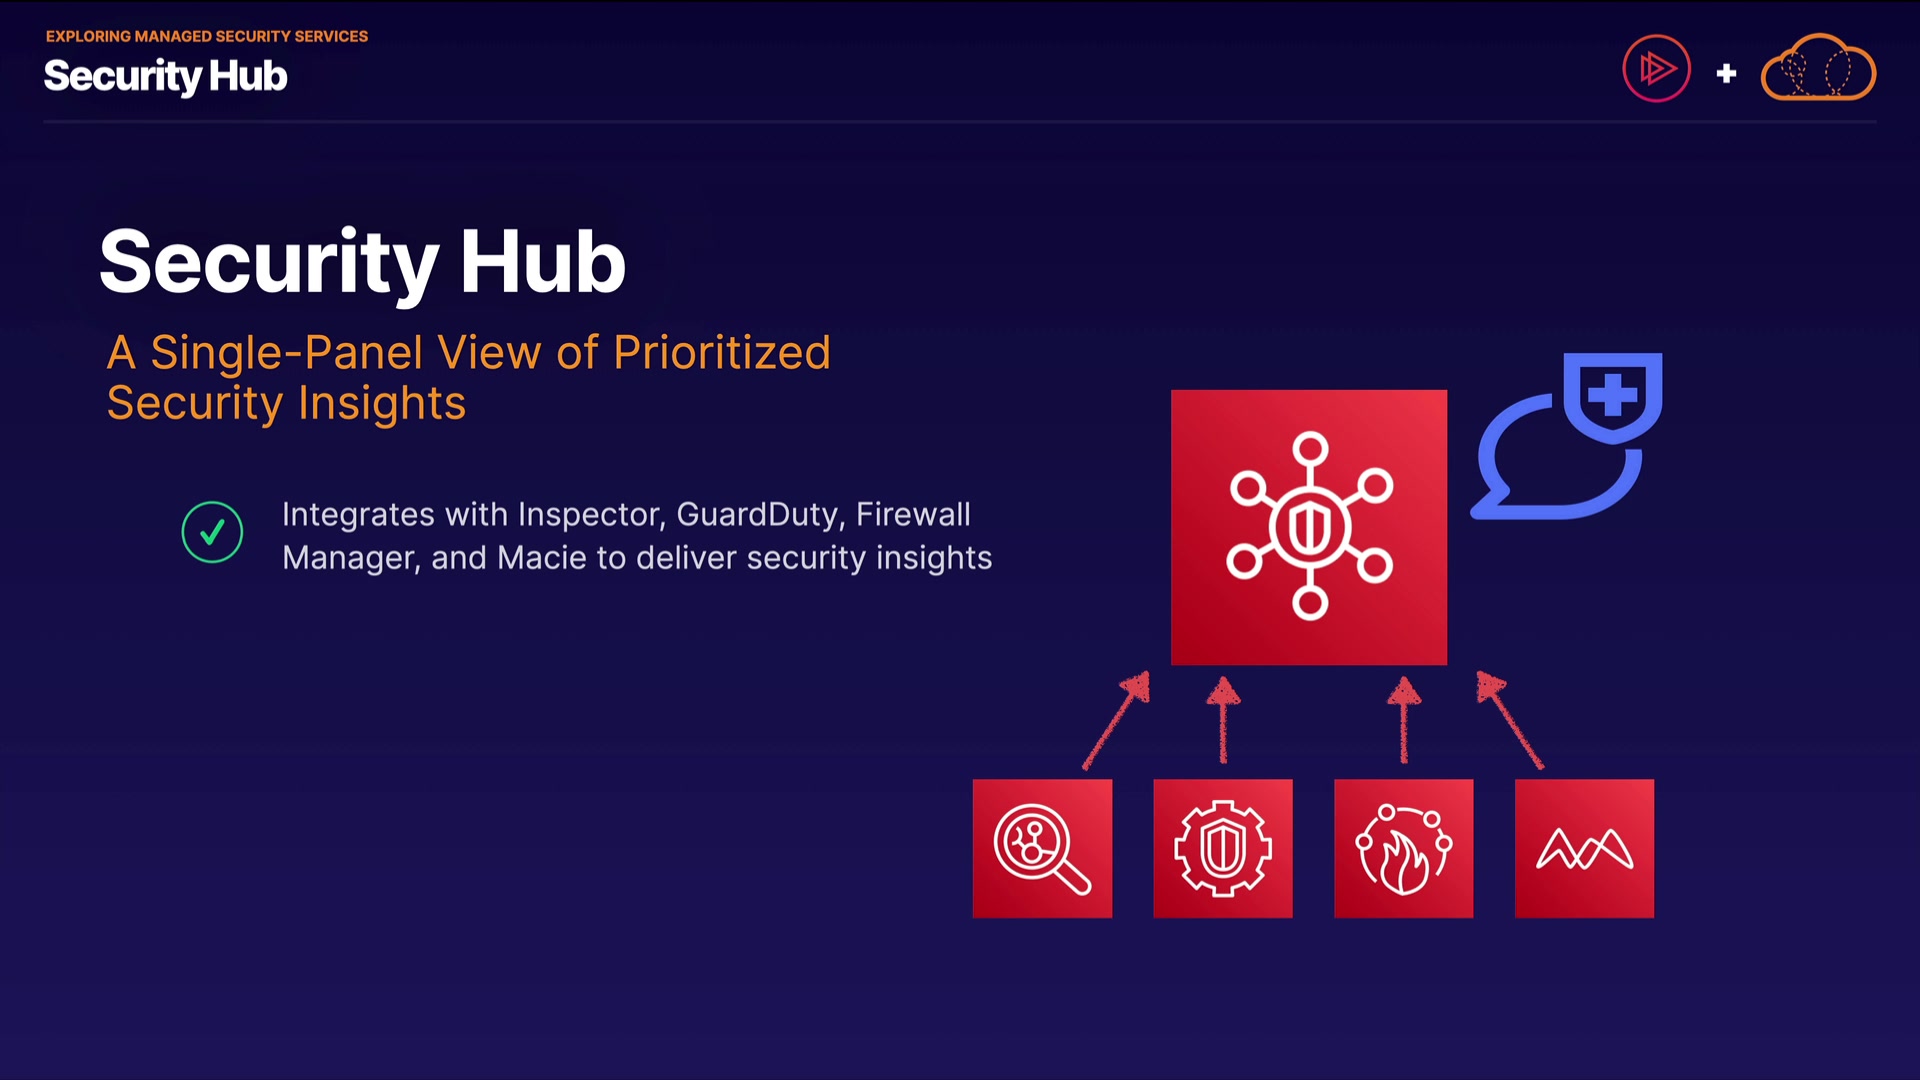 EXPLORING MANAGED SECURITY SERVICES
Security Hub
Security Hub
A Single-Panel View of Prioritized
Security Insights
Integrates with Inspector, GuardDuty, Firewall
Manager, and Macie to deliver security insights